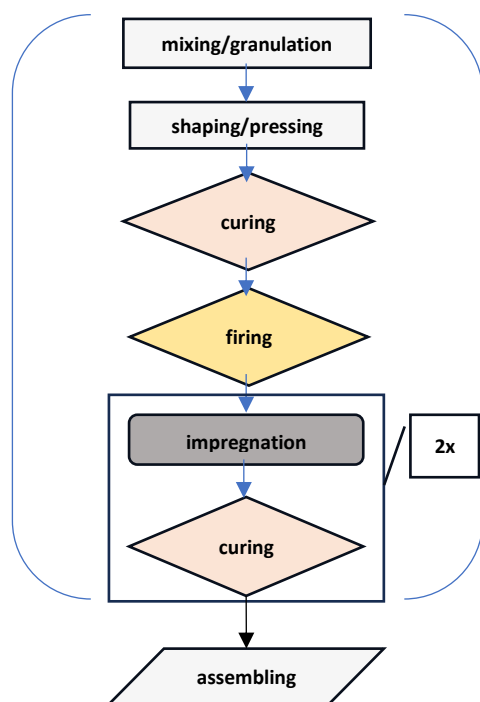 mixing/granulation
shaping/pressing
curing
firing
impregnation
2x
curing
assembling